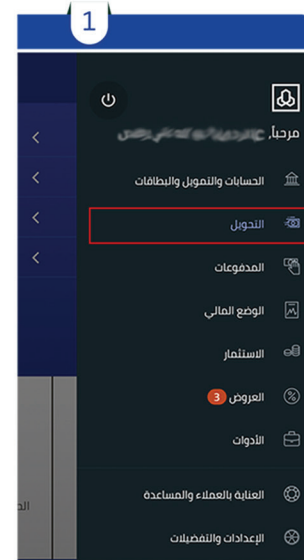 1
مرحباً,
الحسابات والتمويل والبطاقات
التحويل
المدفوعات
الوضع المالي
الاستثمار
العروض 3
الأدوات
العناية بالعملاء والمساعدة
الإعدادات والتفضيلات